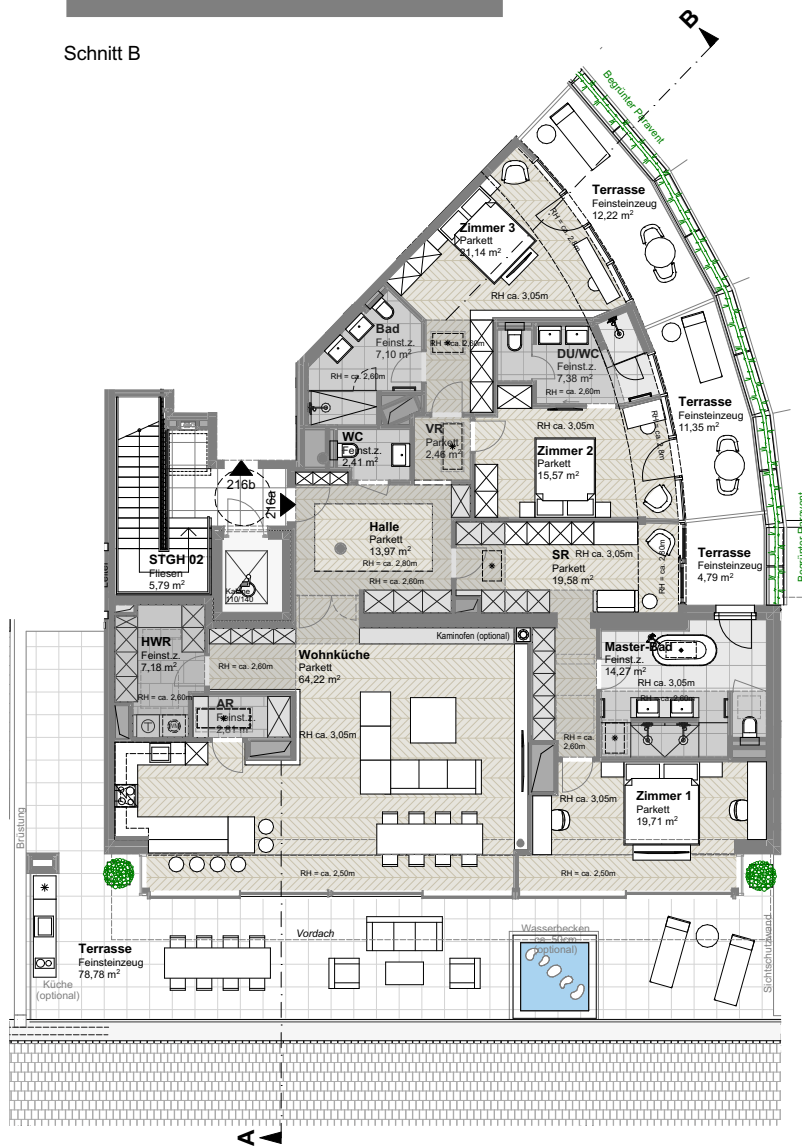 Schnitt B
B
Begrünter Paravent
Terrasse
Feinsteinzeug
12,22 m²
Zimmer 3
Parkett
21,14 m²
RH ca. 3,05m
Bad
Feinst.z.
7,10 m²
RH = ca. 2,60m
RH = ca. 2,60m
DU/WC
Feinst.z.
7,38 m²
RH = ca. 2,60m
Terrasse
Feinsteinzeug
11,35 m²
VR
Parkett
2,46 m²
WC
Feinst.z.
2,41 m²
RH ca. 3,05m
Zimmer 2
Parkett
15,57 m²
216b
216a
Halle
Parkett
13,97 m²
RH = ca. 2,80m
RH = ca. 2,60m
SR
Parkett
19,58 m²
RH ca. 3,05m
Terrasse
Feinsteinzeug
4,79 m²
Begrünter Paravent
STGH 02
Fliesen
5,79 m²
110/140
HWR
Feinst.z.
7,18 m²
RH = ca. 2,60m
RH = ca. 2,60m
Wohnküche
Parkett
64,22 m²
Kaminofen (optional)
Master-Bad
Feinst.z.
14,27 m²
RH ca. 3,05m
RH = ca. 2,60m
AR
Feinst.z.
RH ca. 3,05m
RH = ca.
2,60m
RH ca. 3,05m
Zimmer 1
Parkett
19,71 m²
Brüstung
RH = ca. 2,50m
RH = ca. 2,50m
Terrasse
Feinsteinzeug
78,78 m²
Küche
(optional)
Vordach
Wasserbecken
ca. 50cm
(optional)
Sichtschutzwand
A